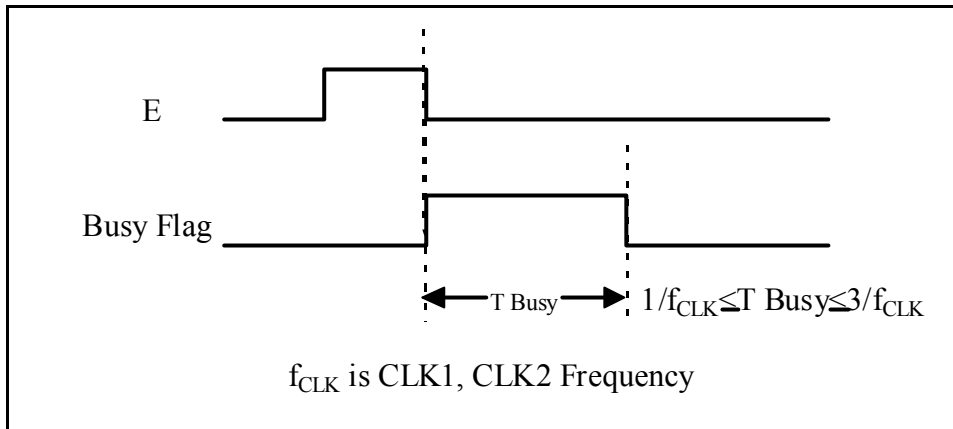 E
Busy Flag
T Busy
1/fCLK≤T Busy≤3/fCLK
fCLK is CLK1, CLK2 Frequency